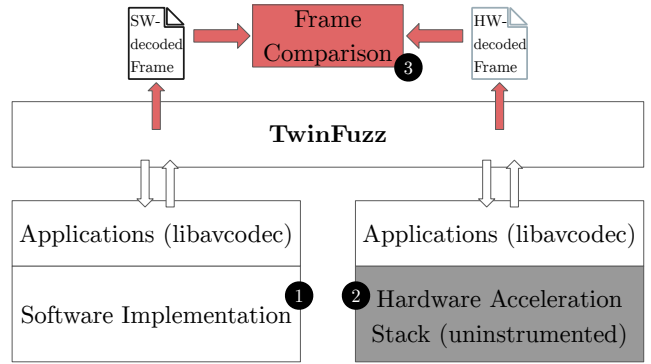 SW-
decoded
Frame
Frame
Comparison
3
HW-
decoded
Frame
TwinFuzz
Applications (libavcodec)
Software Implementation
1
Applications (libavcodec)
2
Hardware Acceleration
Stack (uninstrumented)